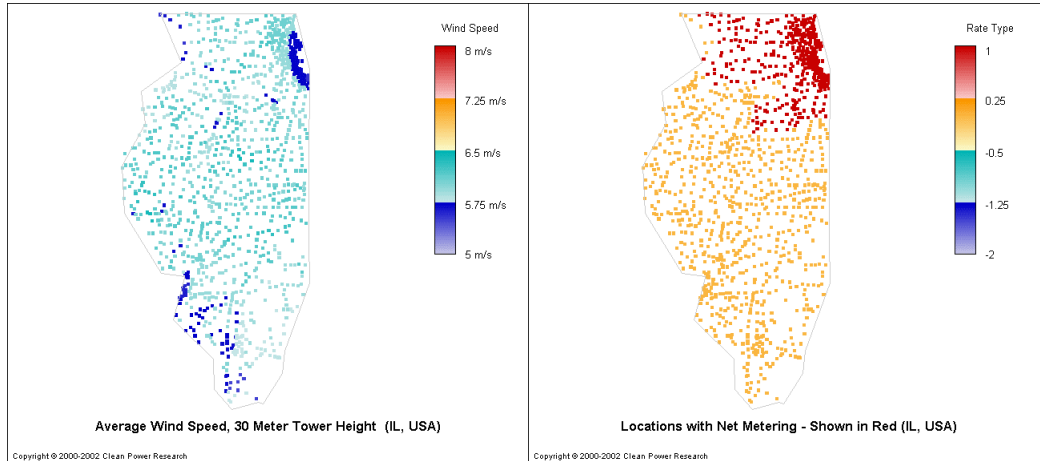 Wind Speed
8 m/s
7.25 m/s
6.5 m/s
5.75 m/s
5 m/s
Average Wind Speed, 30 Meter Tower Height (IL, USA)
Copyright © 2000-2002 Clean Power Research
Rate Type
1
0.25
-0.5
-1.25
-2
Locations with Net Metering - Shown in Red (IL, USA)
Copyright © 2000-2002 Clean Power Research